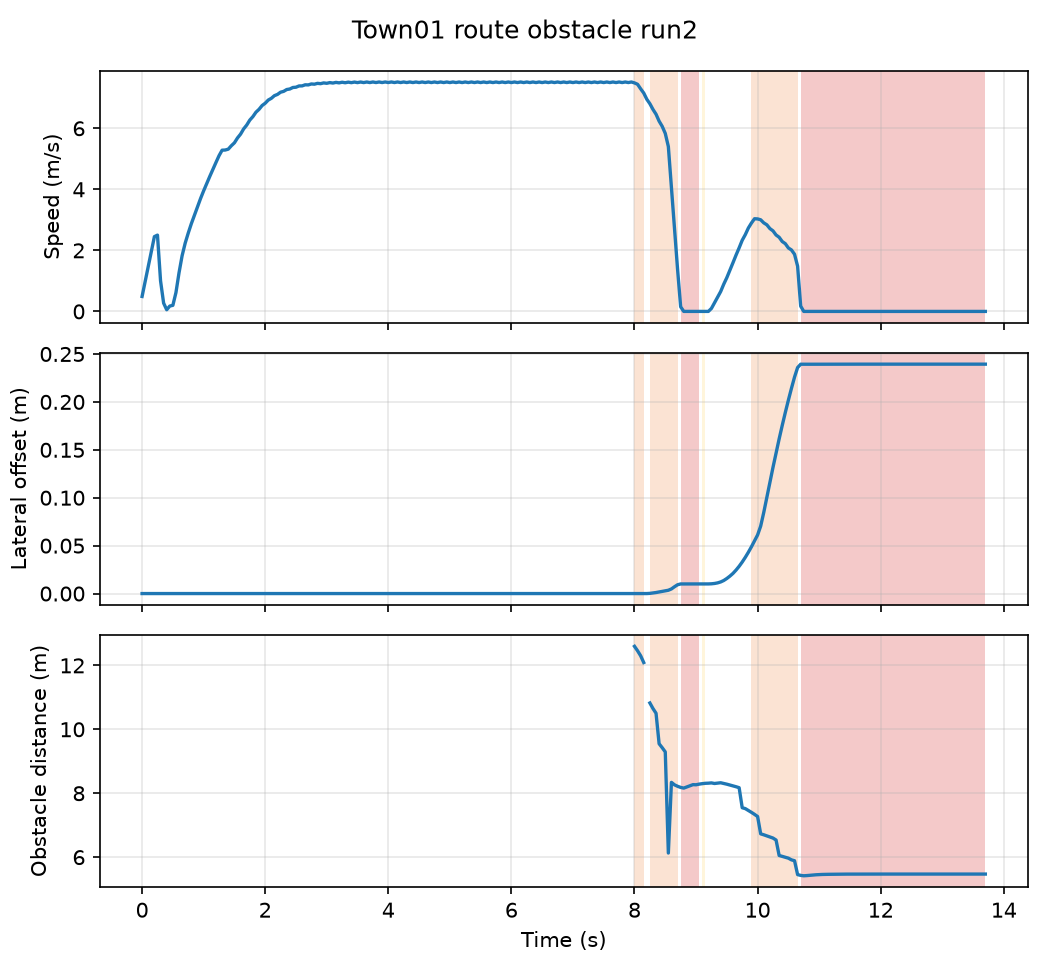 Town01 route obstacle run2
Speed (m/s)
6
4
2
0
Lateral offset (m)
0.25
0.20
0.15
0.10
0.05
0.00
Obstacle distance (m)
12
10
8
6
0 2 4 6 8 10 12 14
Time (s)